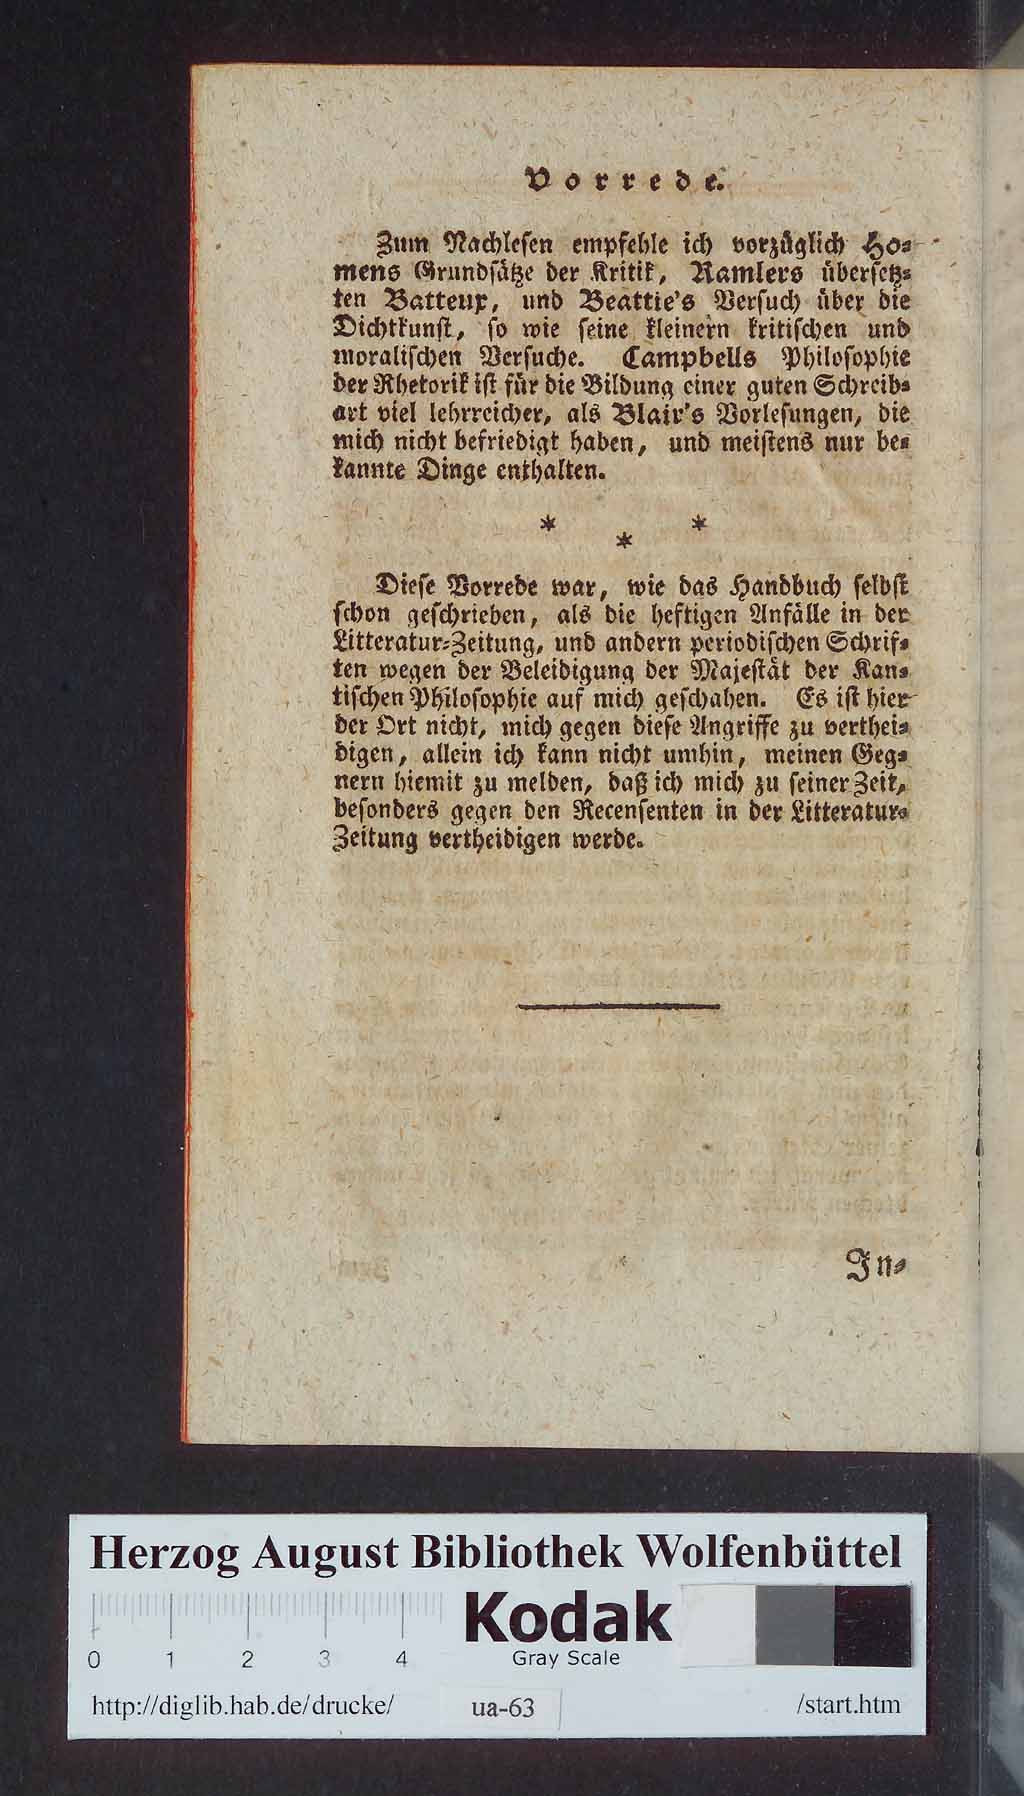 Vorrede.
Zum Nachlesen empfehle ich vorzüglich Ho-
mens Grundsätze der Kritik, Ramlers übersetz-
ten Batteux, und Beattie's Versuch über die
Dichtkunst, so wie seine kleinern kritischen und
moralischen Versuche. Campbells Philosophie
der Rhetorik ist für die Bildung einer guten Schreib-
art viel lehrreicher, als Blair's Vorlesungen, die
mich nicht befriedigt haben, und meistens nur be-
kannte Dinge enthalten.
* * *
Diese Vorrede war, wie das Handbuch selbst
schon geschrieben, als die heftigen Anfälle in der
Litteratur-Zeitung, und andern periodischen Schrif-
ten wegen der Beleidigung der Majestät der Kan-
tischen Philosophie auf mich geschahen. Es ist hier
der Ort nicht, mich gegen diese Angriffe zu verthei-
digen, allein ich kann nicht umhin, meinen Geg-
nern hiemit zu melden, daß ich mich zu seiner Zeit,
besonders gegen den Recensenten in der Litteratur-
Zeitung vertheidigen werde.
In-
Herzog August Bibliothek Wolfenbüttel
Kodak
Gray Scale
0 1 2 3 4
http://diglib.hab.de/drucke/ ua-63 /start.htm